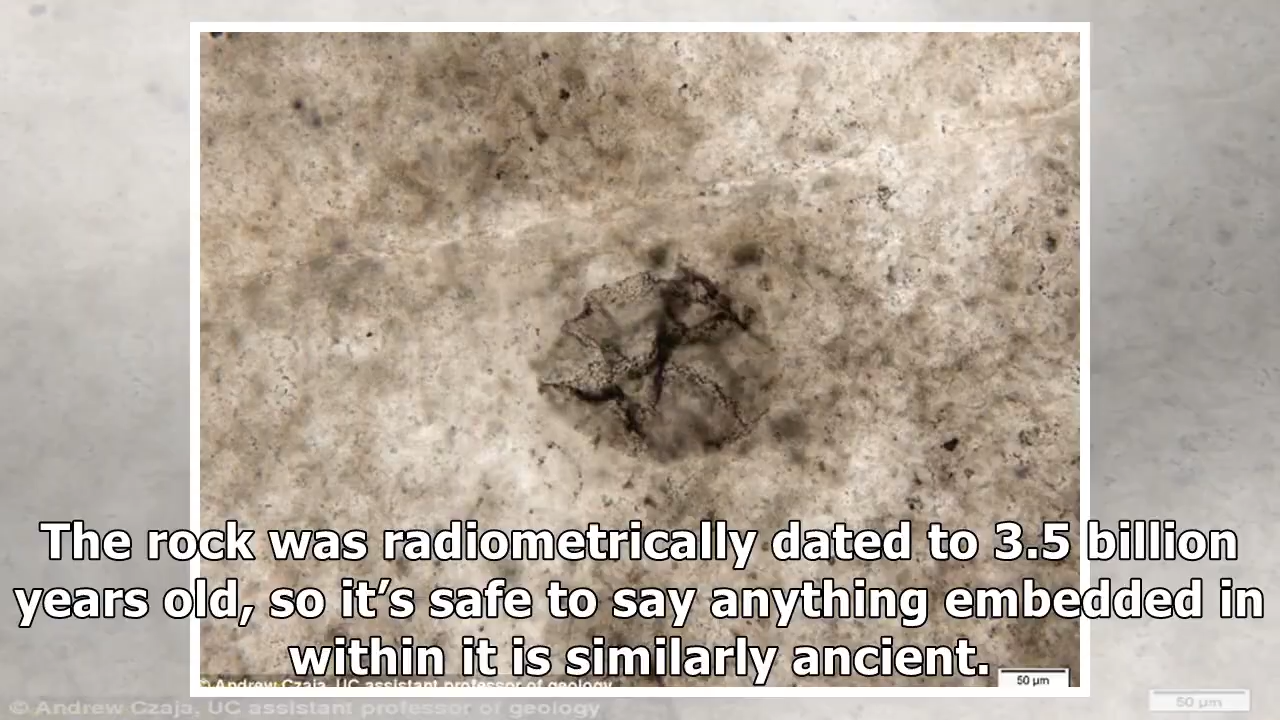 The rock was radiometrically dated to 3.5 billion
years old, so it’s safe to say anything embedded in
within it is similarly ancient.
© Andrew Czaja, UC assistant professor of geology
50 µm
© Andrew Czaja, UC assistant professor of geology
50 µm